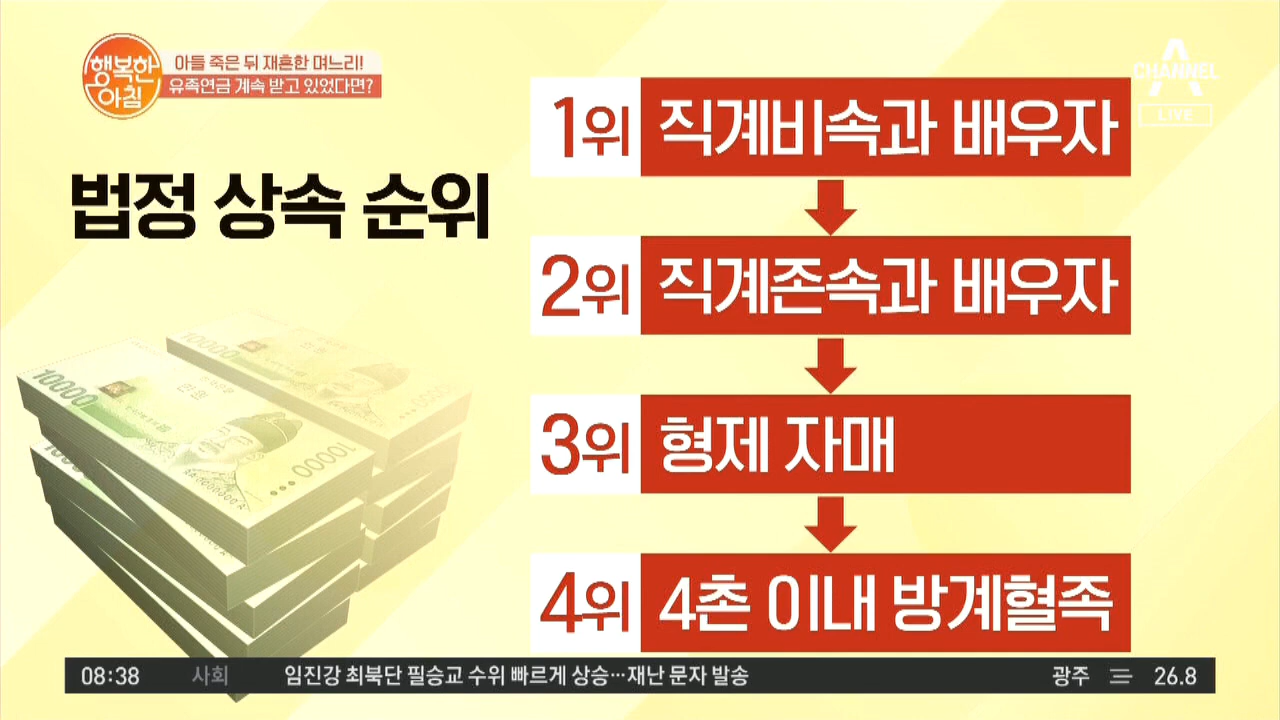 행복한
아침
아들 죽은 뒤 재혼한 며느리!
유족연금 계속 받고 있었다면?
CHANNEL
LIVE
법정 상속 순위
1위 직계비속과 배우자
2위 직계존속과 배우자
3위 형제 자매
4위 4촌 이내 방계혈족
10000
만원
10000
10000
08:38 사회 임진강 최북단 필승교 수위 빠르게 상승…재난 문자 발송 광주 26.8